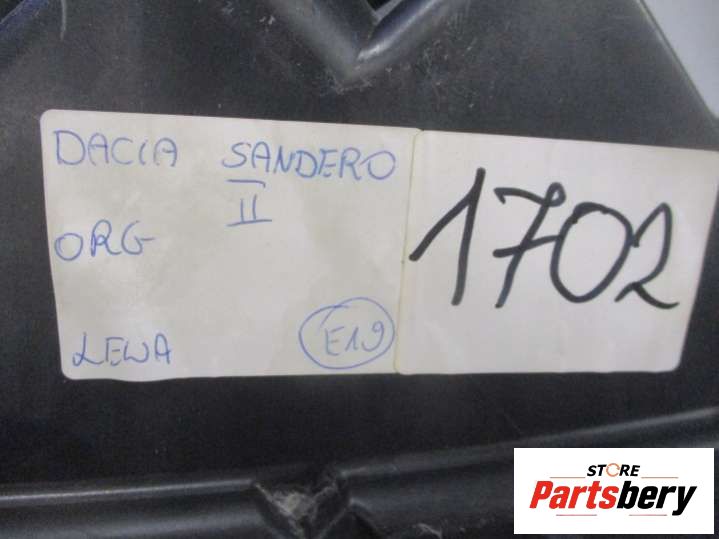 DACIA SANDERO
II
ORG
LEWA E19
1702
STORE
Partsbery